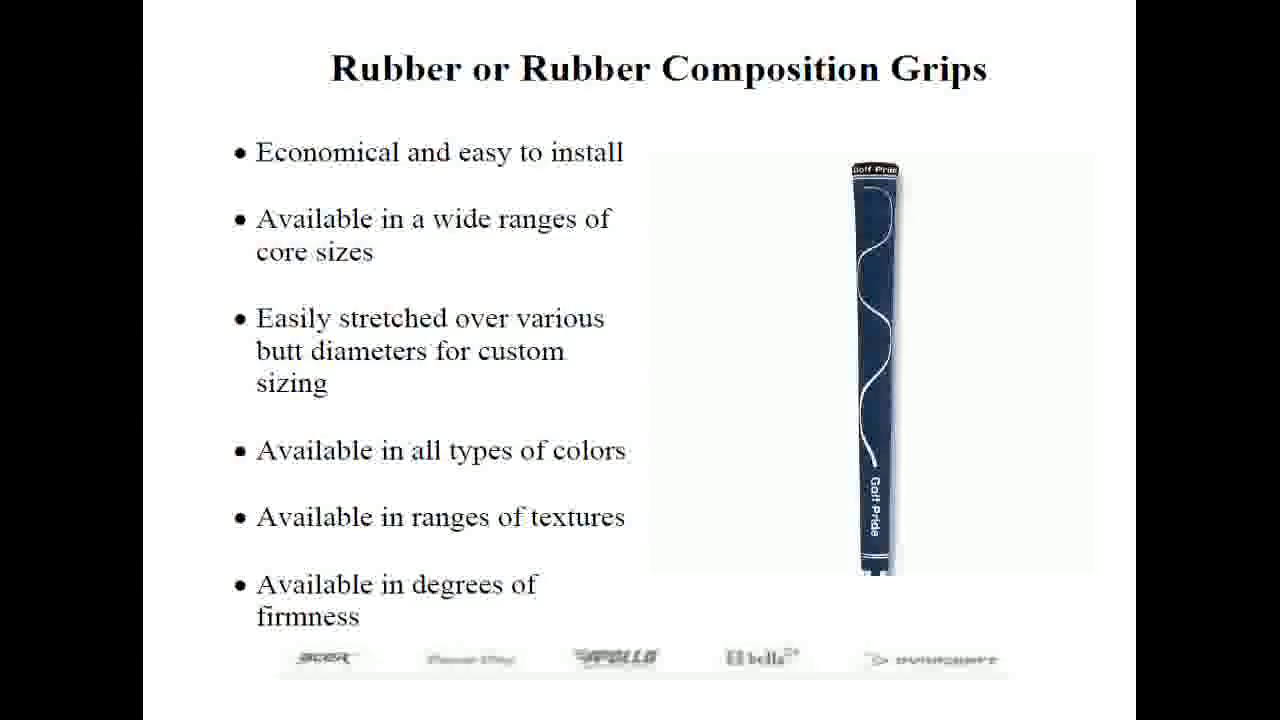 Rubber or Rubber Composition Grips
• Economical and easy to install
• Available in a wide ranges of
core sizes
• Easily stretched over various
butt diameters for custom
sizing
• Available in all types of colors
• Available in ranges of textures
• Available in degrees of
firmness
Golf Pride
Golf Pride
APOLLO
bella